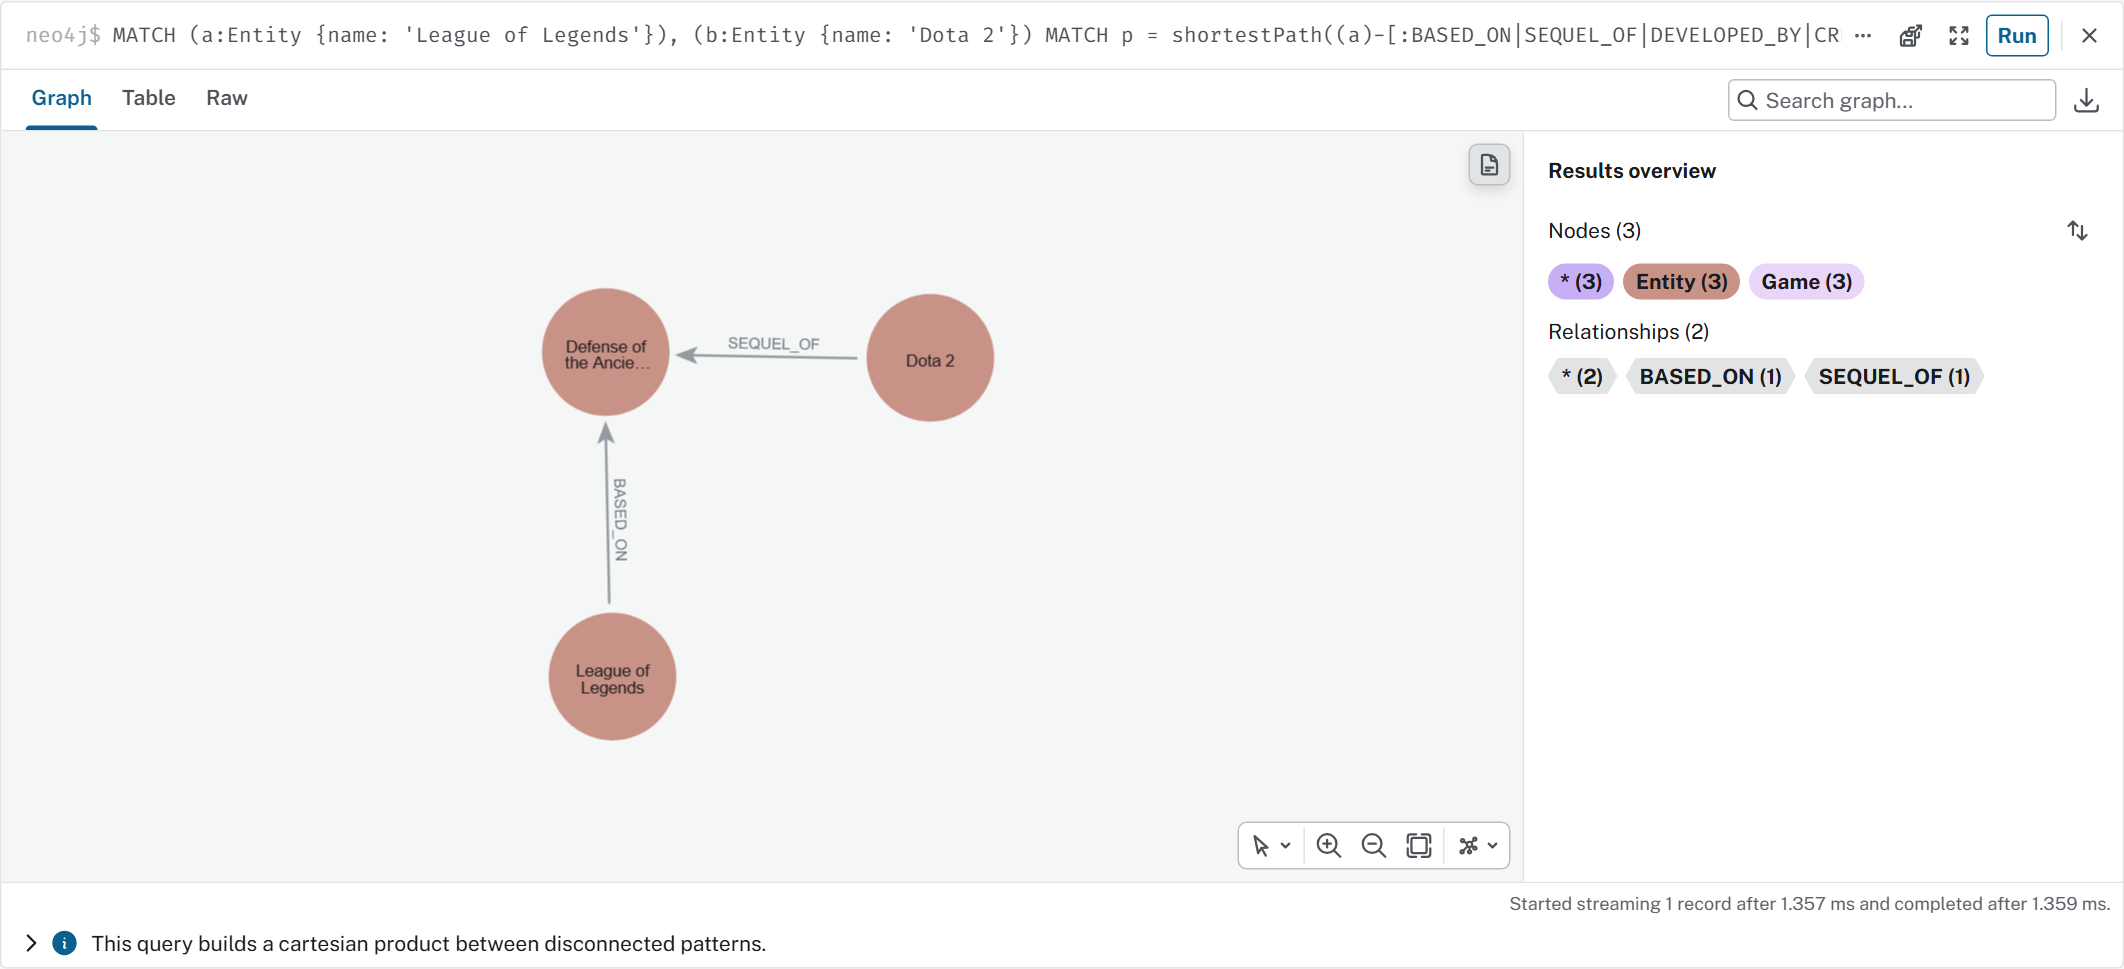 neo4j$ MATCH (a:Entity {name: 'League of Legends'}), (b:Entity {name: 'Dota 2'}) MATCH p = shortestPath((a)-[:BASED_ON|SEQUEL_OF|DEVELOPED_BY|CR ...
Run
Graph Table Raw
Search graph...
Results overview
Nodes (3)
* (3) Entity (3) Game (3)
Relationships (2)
* (2) BASED_ON (1) SEQUEL_OF (1)
Defense of
the Ancie...
SEQUEL_OF
Dota 2
BASED_ON
League of
Legends
Started streaming 1 record after 1.357 ms and completed after 1.359 ms.
This query builds a cartesian product between disconnected patterns.